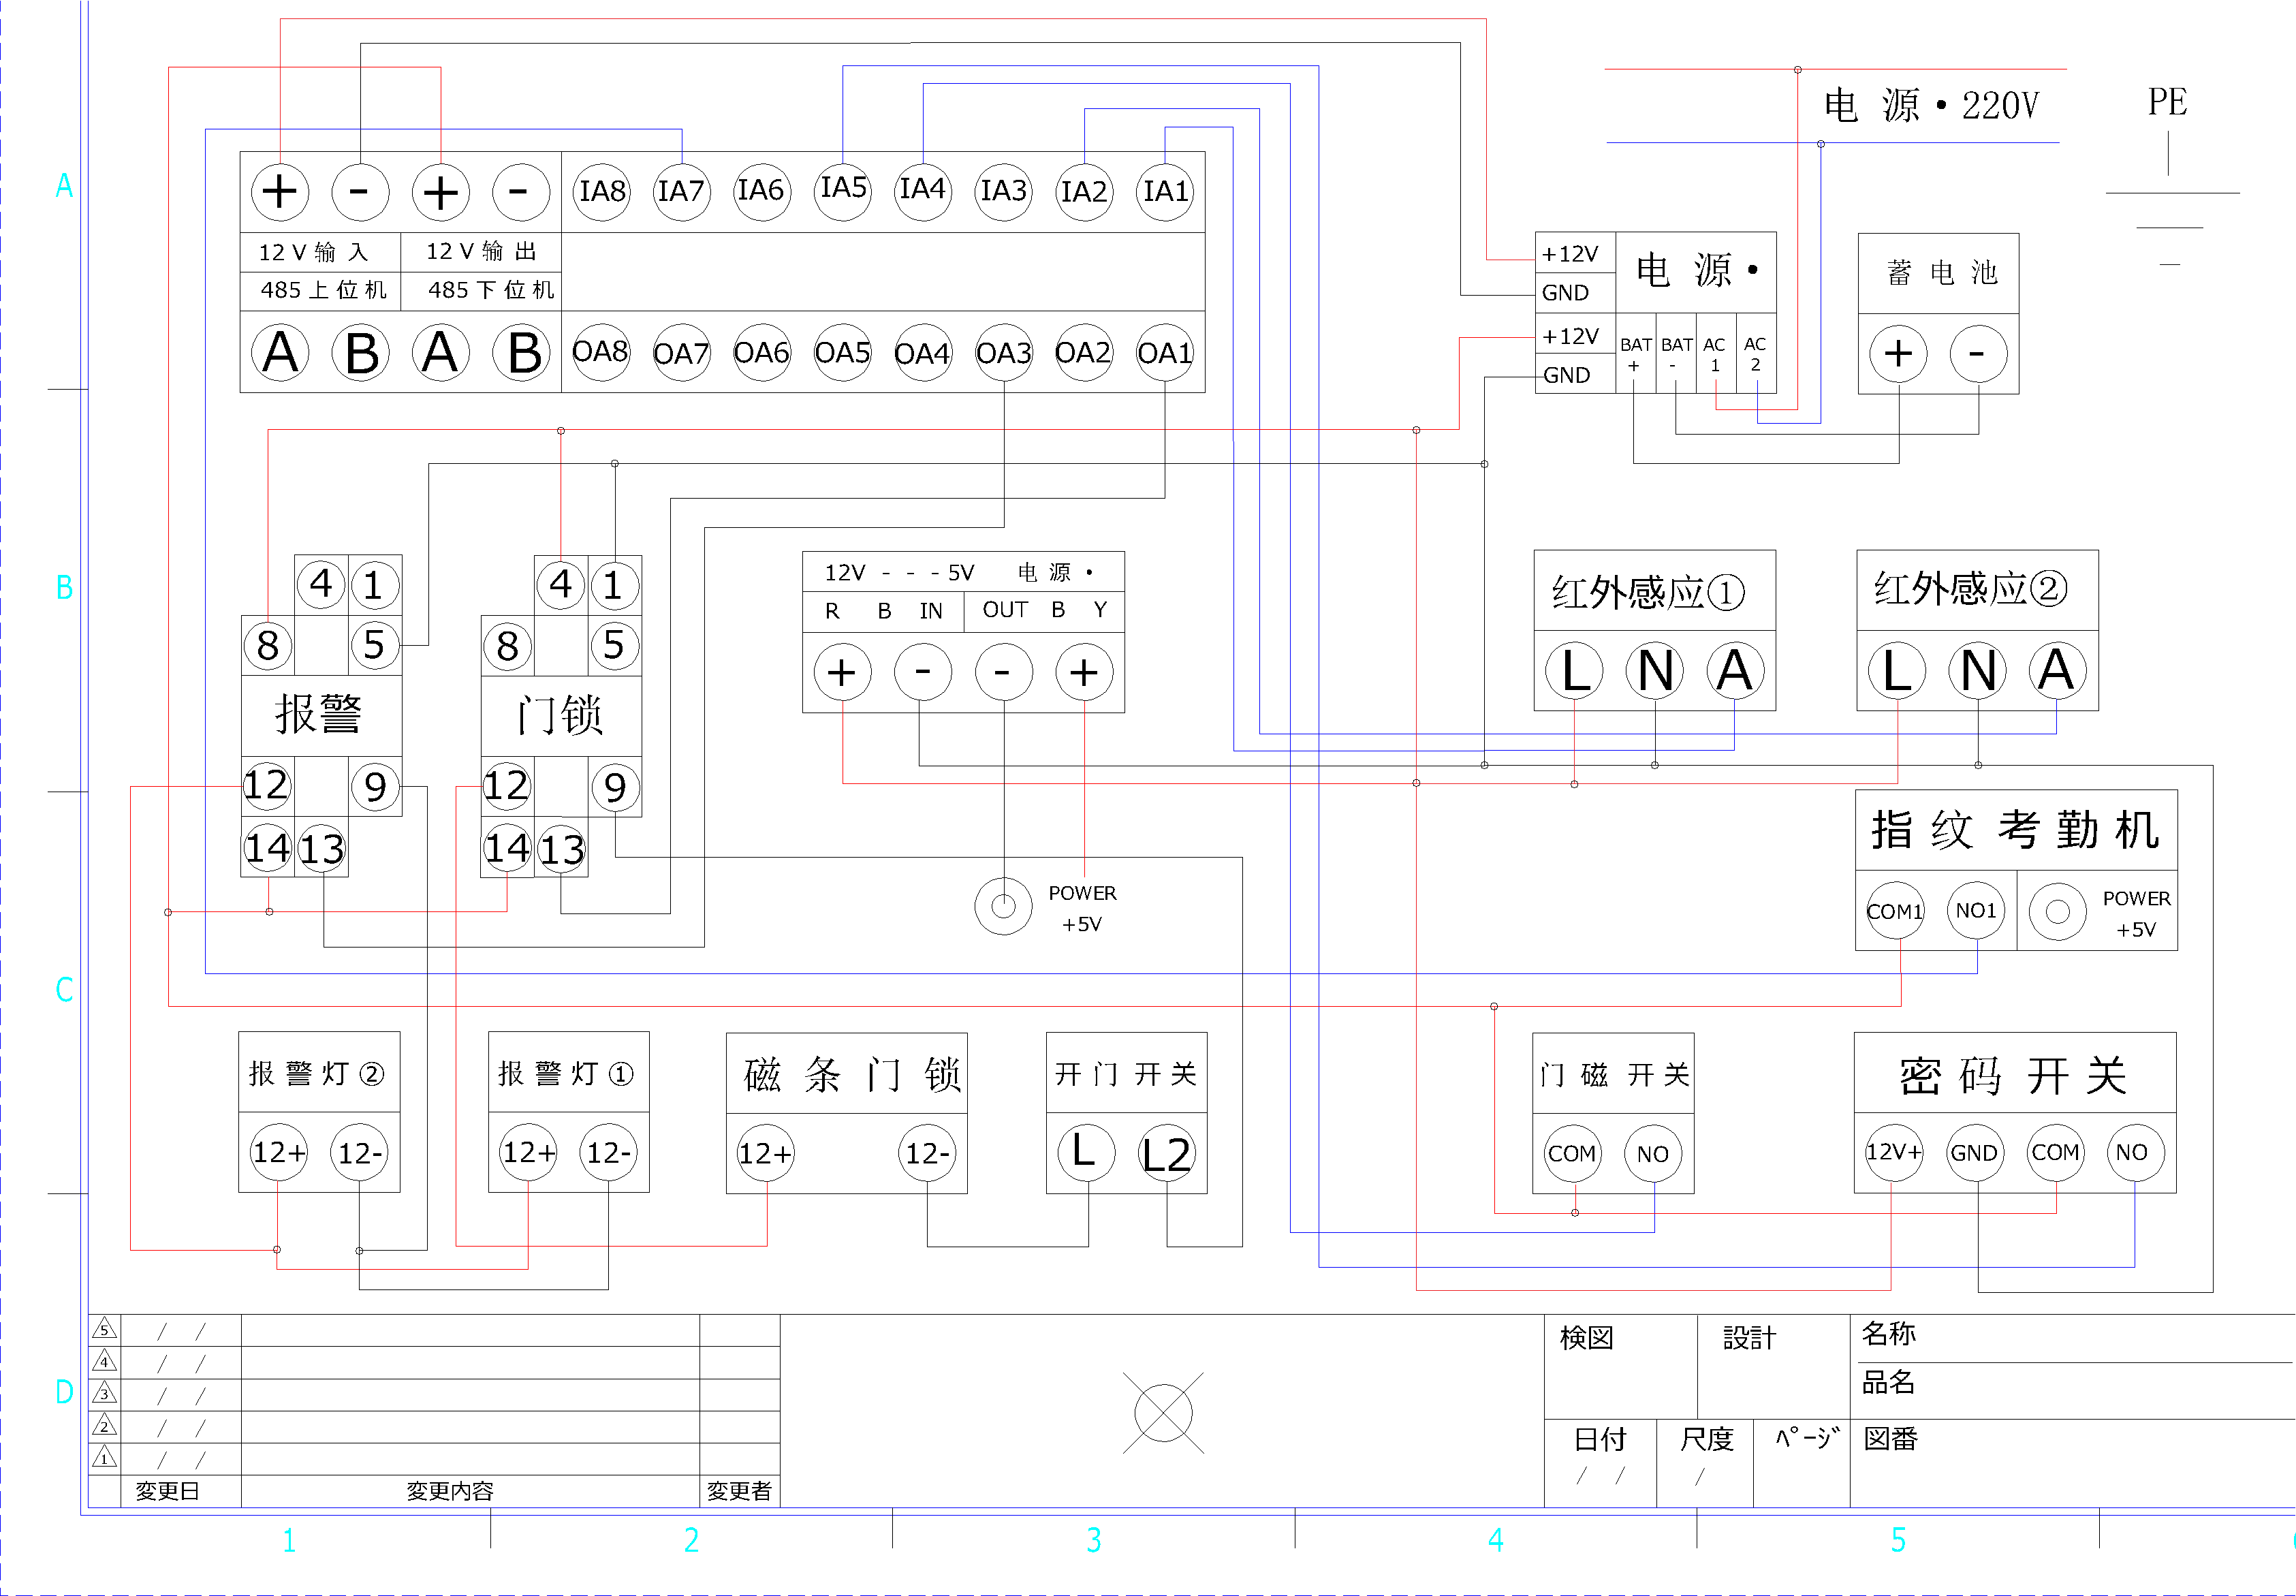 电 源 · 220V
PE
A
+ - + - IA8 IA7 IA6 IA5 IA4 IA3 IA2 IA1
12 V 输 入 12 V 输 出
485 上 位 机 485 下 位 机
A B A B OA8 OA7 OA6 OA5 OA4 OA3 OA2 OA1
+12V
GND
+12V
GND
电 源 ·
BAT + BAT - AC 1 AC 2
蓄 电 池
+ -
B
4 1
8 5
报警
12 9
14 13
4 1
8 5
门锁
12 9
14 13
12V - - - 5V 电 源 ·
R B IN OUT B Y
+ - - +
POWER
+5V
红外感应①
L N A
红外感应②
L N A
指 纹 考 勤 机
COM1 NO1 POWER
+5V
C
报 警 灯 ②
12+ 12-
报 警 灯 ①
12+ 12-
磁 条 门 锁
12+ 12-
开 门 开 关
L L2
门 磁 开 关
COM NO
密 码 开 关
12V+ GND COM NO
D
5 / /
4 / /
3 / /
2 / /
1 / /
変更日 変更内容 変更者
検図 設計 名称
品名
日付 尺度 ﾍﾟｰｼﾞ 図番
/ / /
1 2 3 4 5